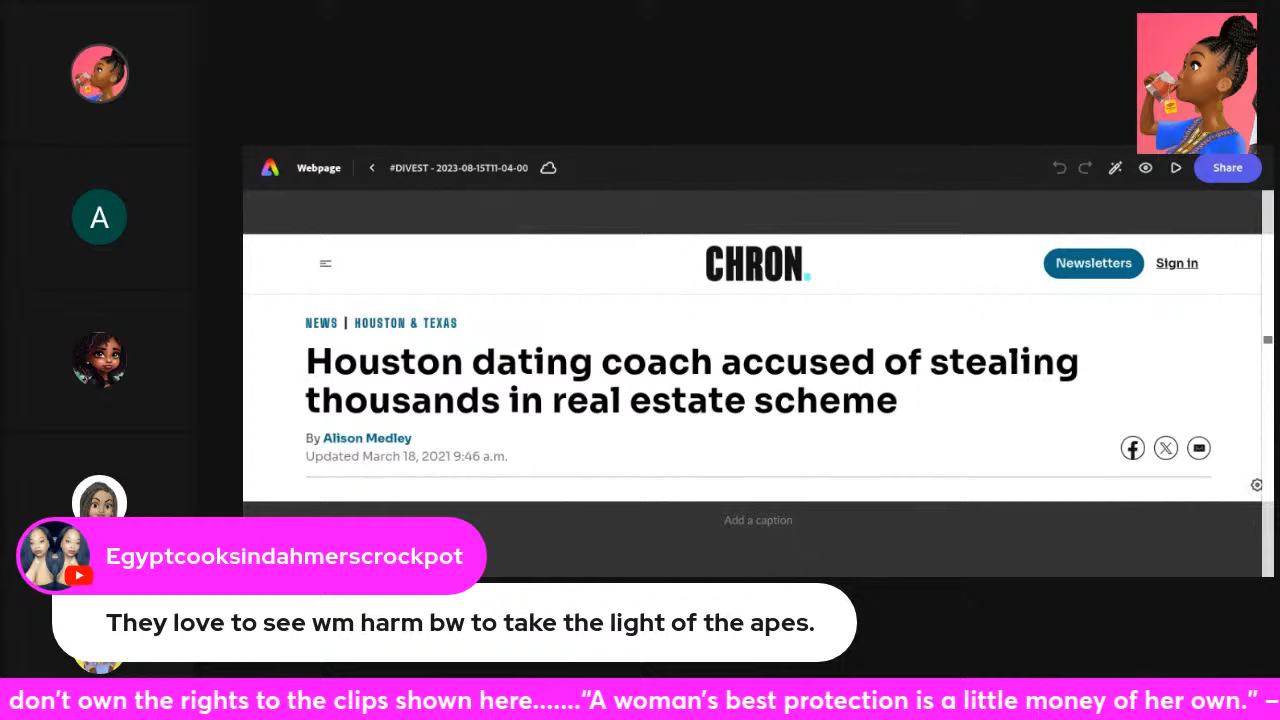 Webpage
#DIVEST - 2023-08-15T11-04-00
Share
CHRON.
Newsletters
Sign in
NEWS | HOUSTON & TEXAS
Houston dating coach accused of stealing
thousands in real estate scheme
By Alison Medley
Updated March 18, 2021 9:46 a.m.
Add a caption
A
Egyptcooksindahmerscrockpot
They love to see wm harm bw to take the light of the apes.
don’t own the rights to the clips shown here.......“A woman’s best protection is a little money of her own.” –